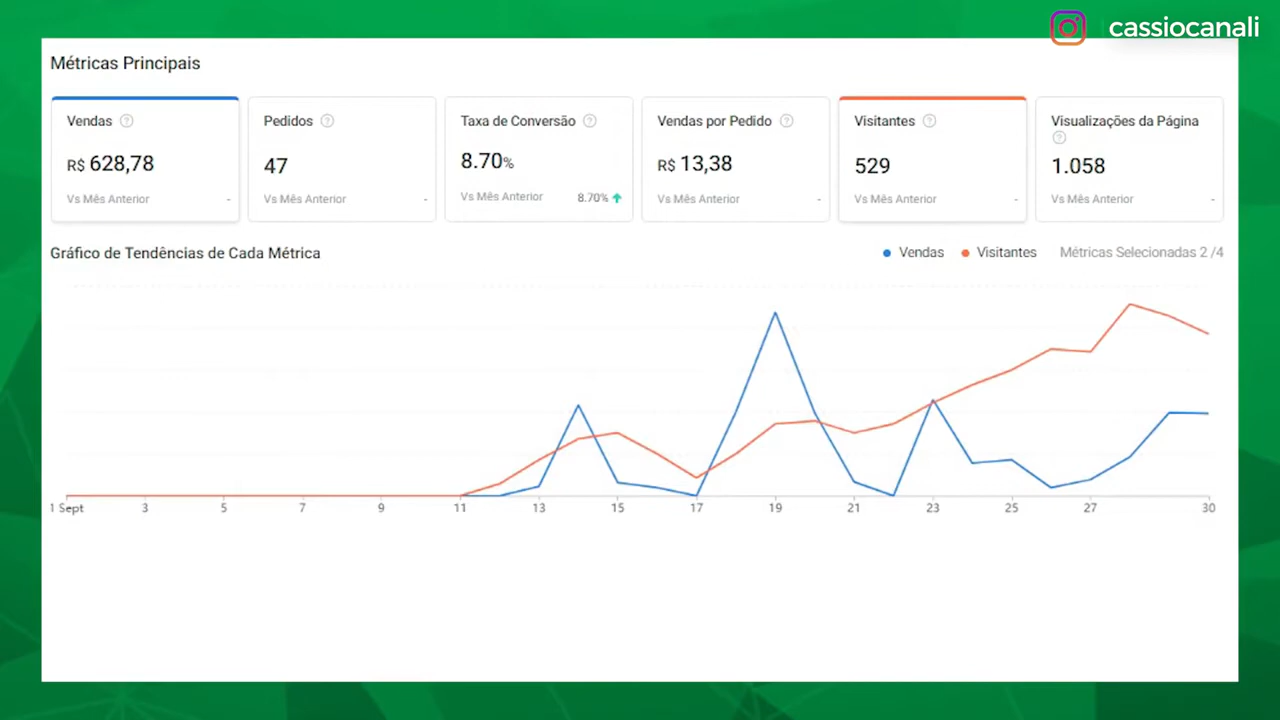 cassiocanali
Métricas Principais
Vendas
R$ 628,78
Vs Mês Anterior -
Pedidos
47
Vs Mês Anterior -
Taxa de Conversão
8.70%
Vs Mês Anterior 8.70%
Vendas por Pedido
R$ 13,38
Vs Mês Anterior -
Visitantes
529
Vs Mês Anterior -
Visualizações da Página
1.058
Vs Mês Anterior -
Gráfico de Tendências de Cada Métrica
Vendas Visitantes Métricas Selecionadas 2 /4
1 Sept 3 5 7 9 11 13 15 17 19 21 23 25 27 30